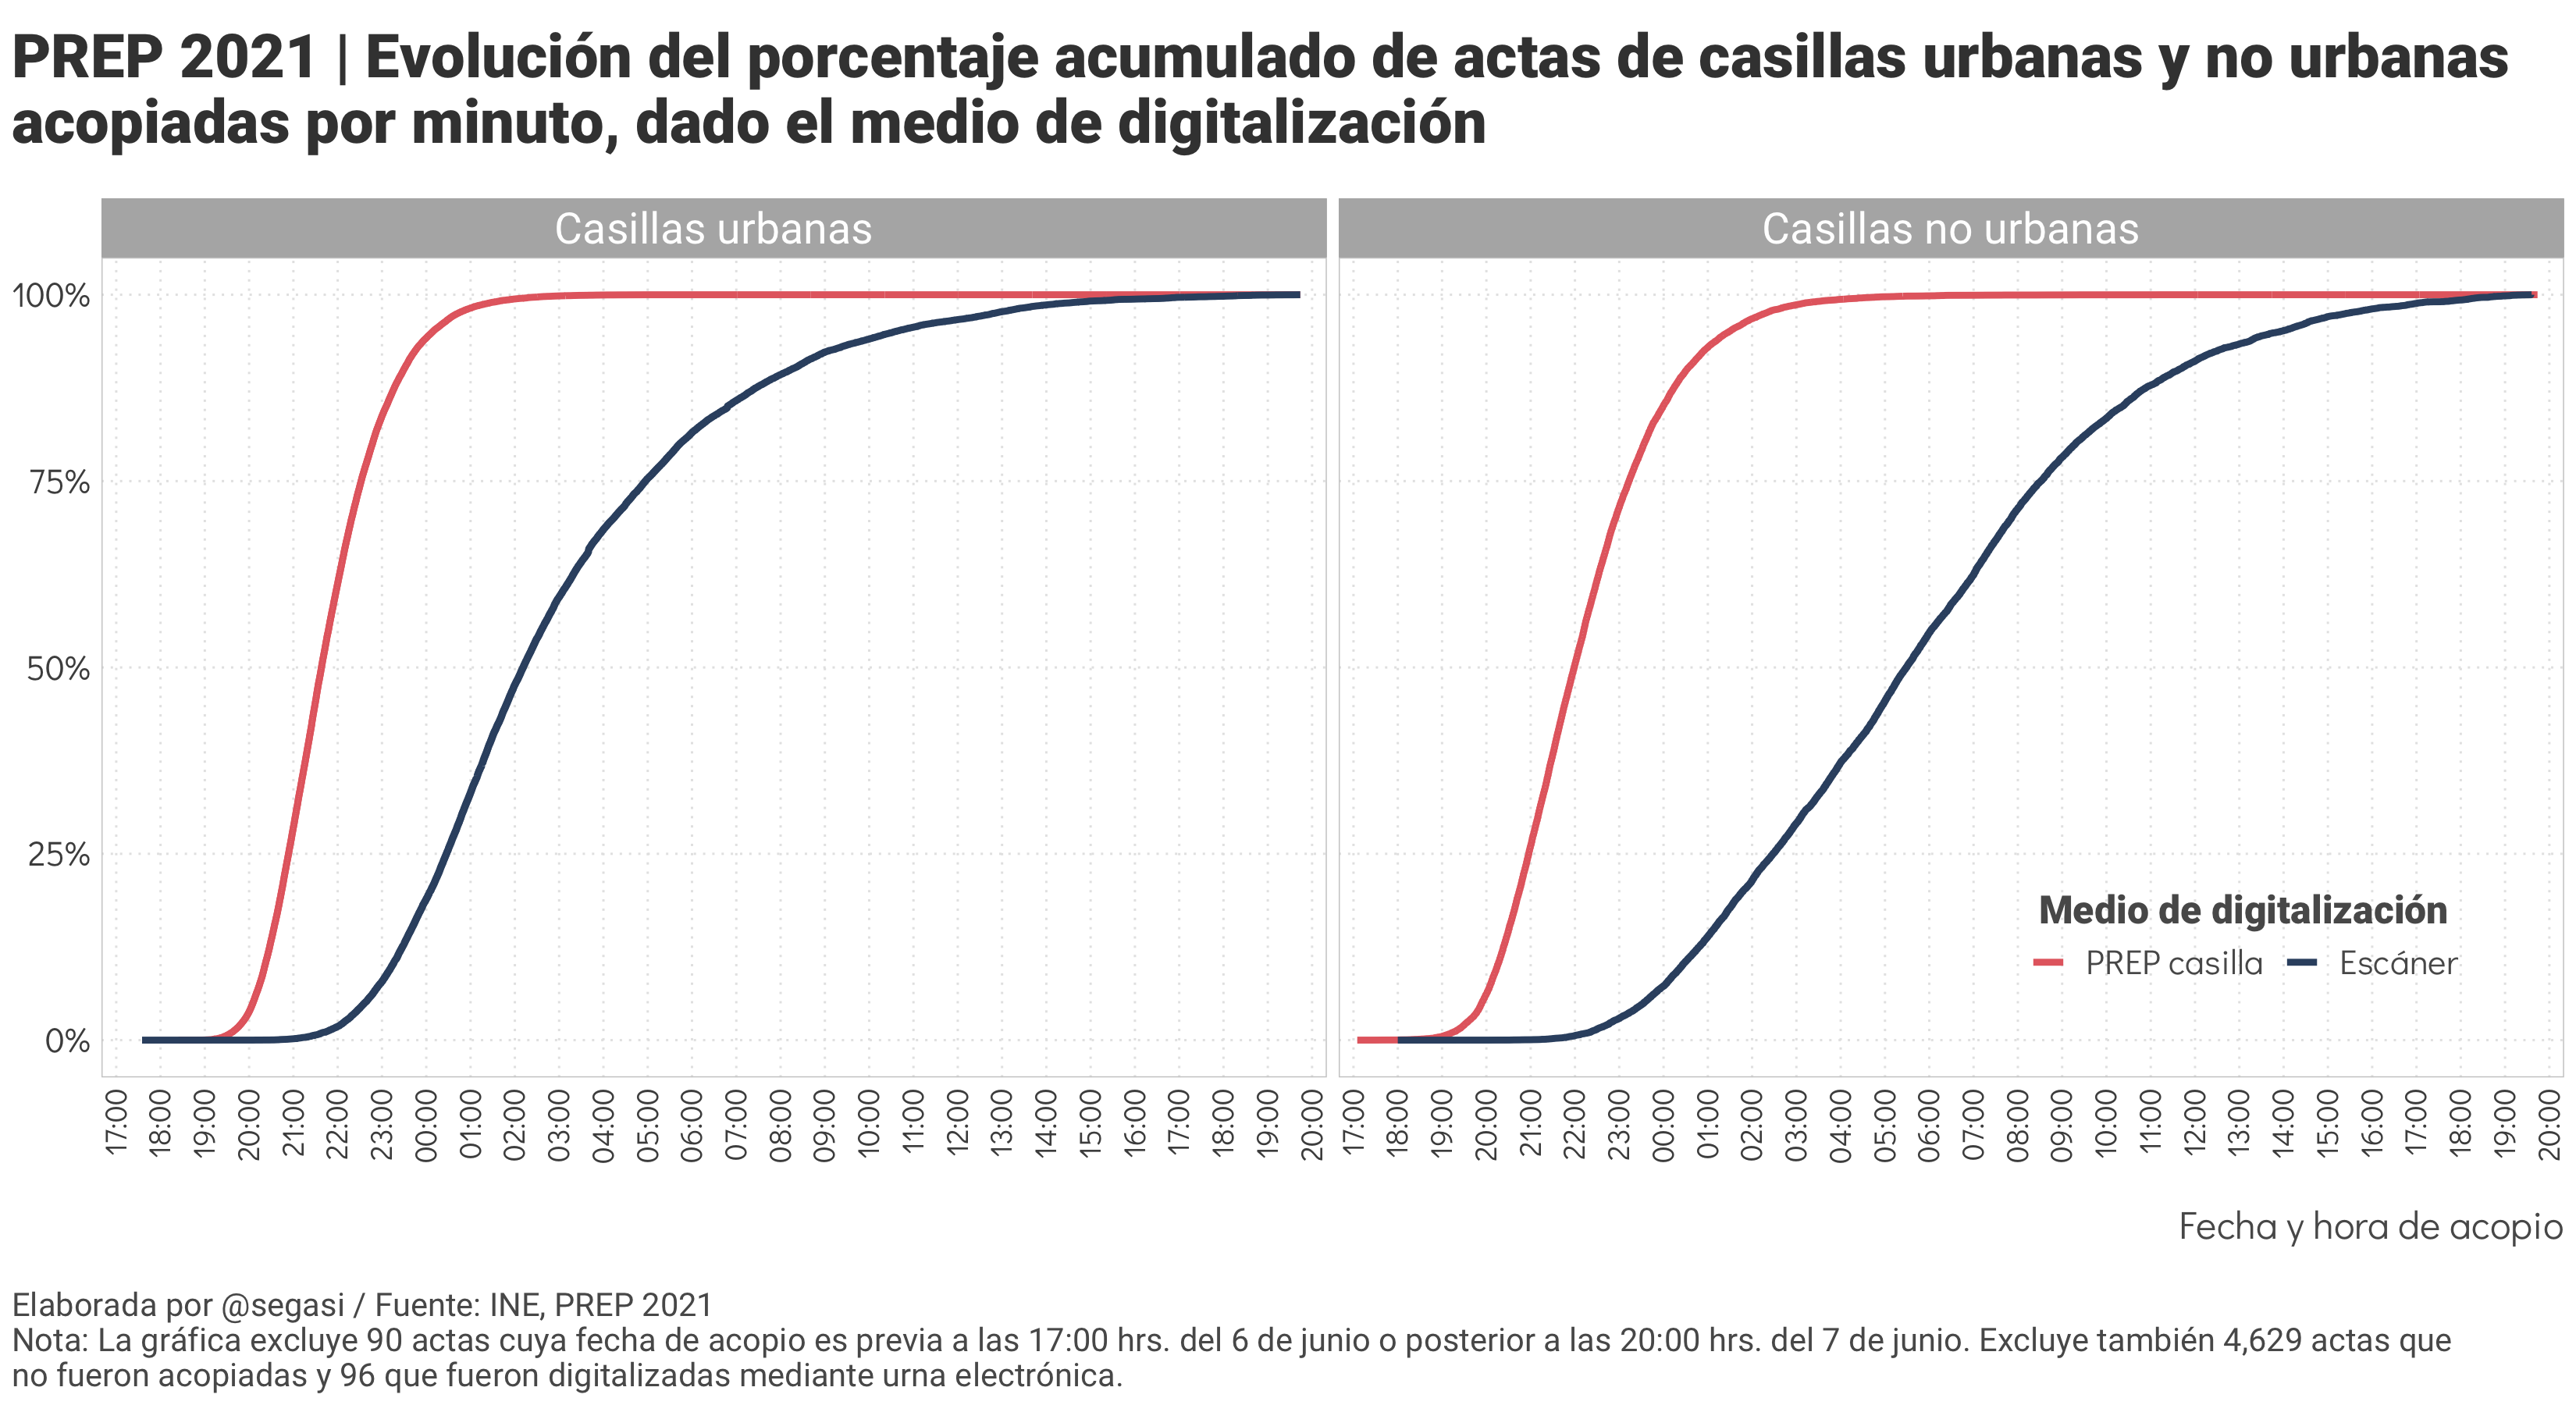 PREP 2021 | Evolución del porcentaje acumulado de actas de casillas urbanas y no urbanas
acopiadas por minuto, dado el medio de digitalización
Casillas urbanas
Casillas no urbanas
100%
75%
50%
25%
0%
Medio de digitalización
PREP casilla
Escáner
17:00 18:00 19:00 20:00 21:00 22:00 23:00 00:00 01:00 02:00 03:00 04:00 05:00 06:00 07:00 08:00 09:00 10:00 11:00 12:00 13:00 14:00 15:00 16:00 17:00 18:00 19:00 20:00
17:00 18:00 19:00 20:00 21:00 22:00 23:00 00:00 01:00 02:00 03:00 04:00 05:00 06:00 07:00 08:00 09:00 10:00 11:00 12:00 13:00 14:00 15:00 16:00 17:00 18:00 19:00 20:00
Fecha y hora de acopio
Elaborada por @segasi / Fuente: INE, PREP 2021
Nota: La gráfica excluye 90 actas cuya fecha de acopio es previa a las 17:00 hrs. del 6 de junio o posterior a las 20:00 hrs. del 7 de junio. Excluye también 4,629 actas que
no fueron acopiadas y 96 que fueron digitalizadas mediante urna electrónica.